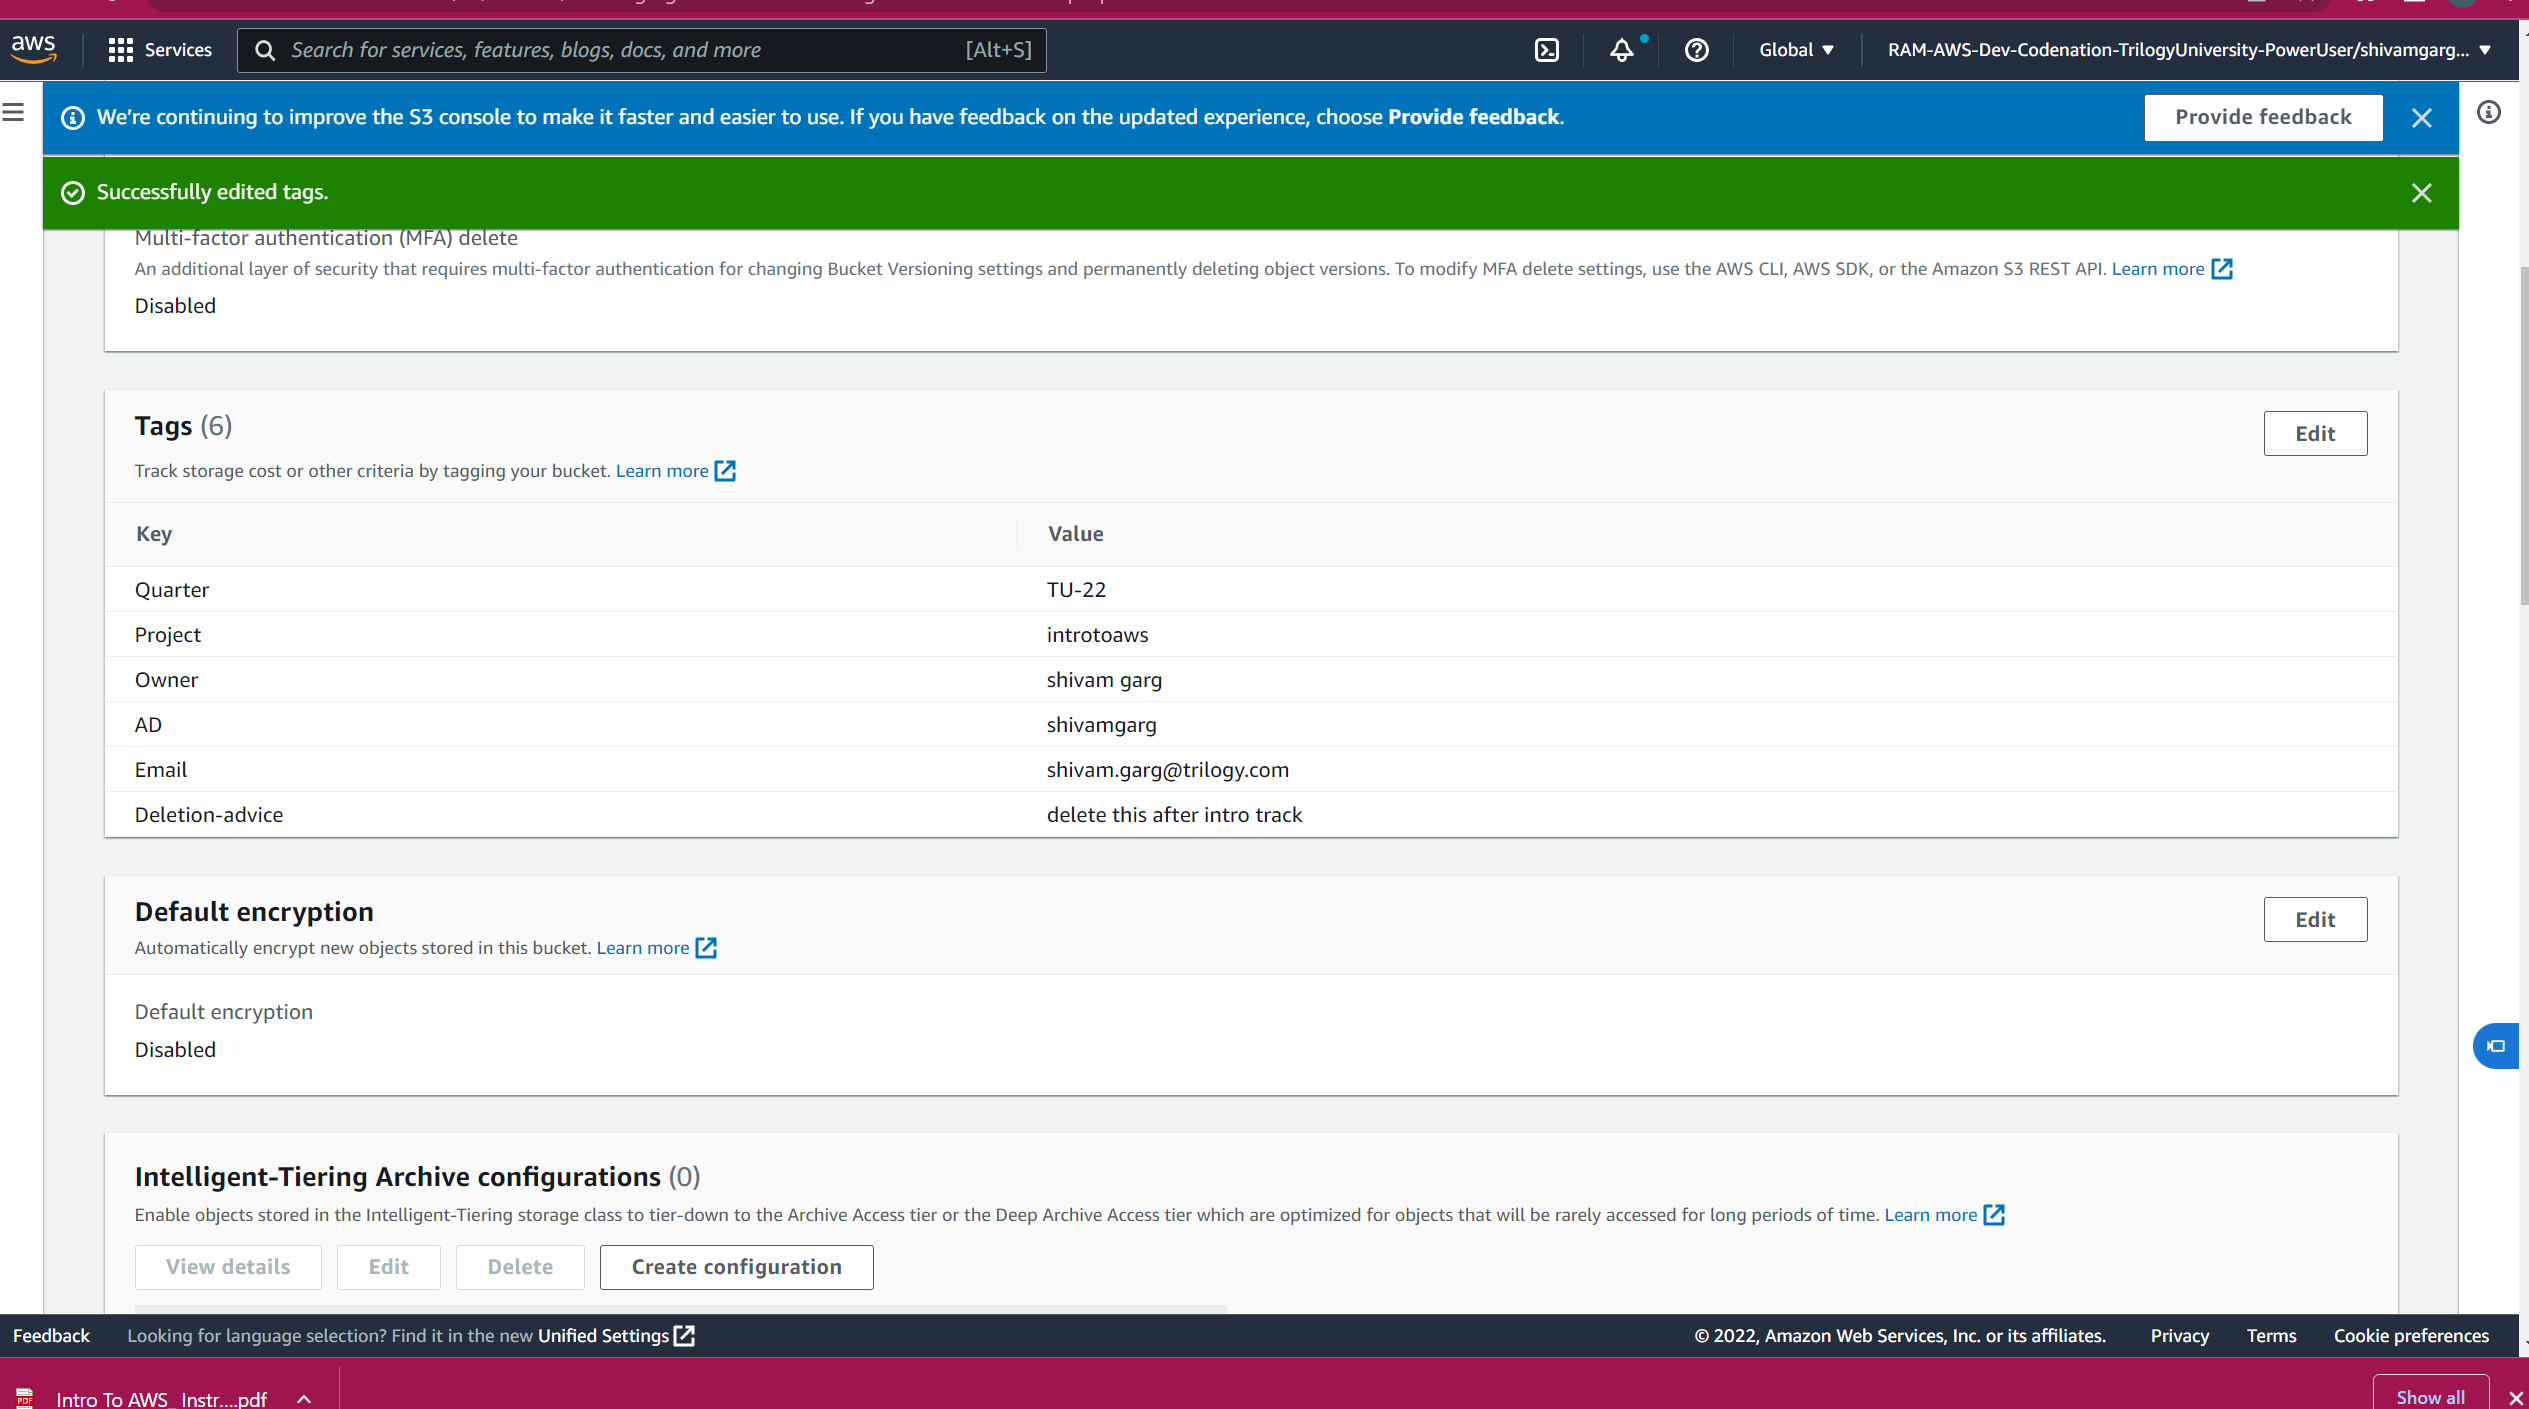 aws
Services
Search for services, features, blogs, docs, and more
[Alt+S]
Global
RAM-AWS-Dev-Codenation-TrilogyUniversity-PowerUser/shivamgarg...
We're continuing to improve the S3 console to make it faster and easier to use. If you have feedback on the updated experience, choose Provide feedback.
Provide feedback
Successfully edited tags.
Multi-factor authentication (MFA) delete
An additional layer of security that requires multi-factor authentication for changing Bucket Versioning settings and permanently deleting object versions. To modify MFA delete settings, use the AWS CLI, AWS SDK, or the Amazon S3 REST API. Learn more
Disabled
Tags (6)
Edit
Track storage cost or other criteria by tagging your bucket. Learn more
Key Value
Quarter TU-22
Project introtoaws
Owner shivam garg
AD shivamgarg
Email shivam.garg@trilogy.com
Deletion-advice delete this after intro track
Default encryption
Edit
Automatically encrypt new objects stored in this bucket. Learn more
Default encryption
Disabled
Intelligent-Tiering Archive configurations (0)
Enable objects stored in the Intelligent-Tiering storage class to tier-down to the Archive Access tier or the Deep Archive Access tier which are optimized for objects that will be rarely accessed for long periods of time. Learn more
View details
Edit
Delete
Create configuration
Feedback
Looking for language selection? Find it in the new Unified Settings
© 2022, Amazon Web Services, Inc. or its affiliates.
Privacy
Terms
Cookie preferences
PDF
Intro To AWS_ Instr....pdf
Show all